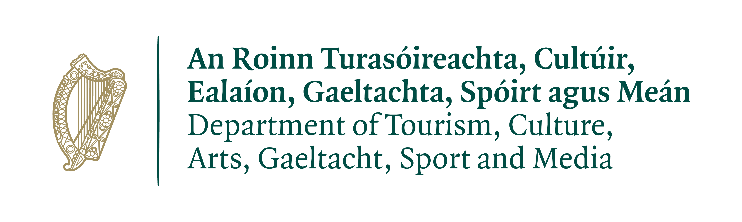 An Roinn Turasóireachta, Cultúir,
Ealaíon, Gaeltachta, Spóirt agus Meán
Department of Tourism, Culture,
Arts, Gaeltacht, Sport and Media